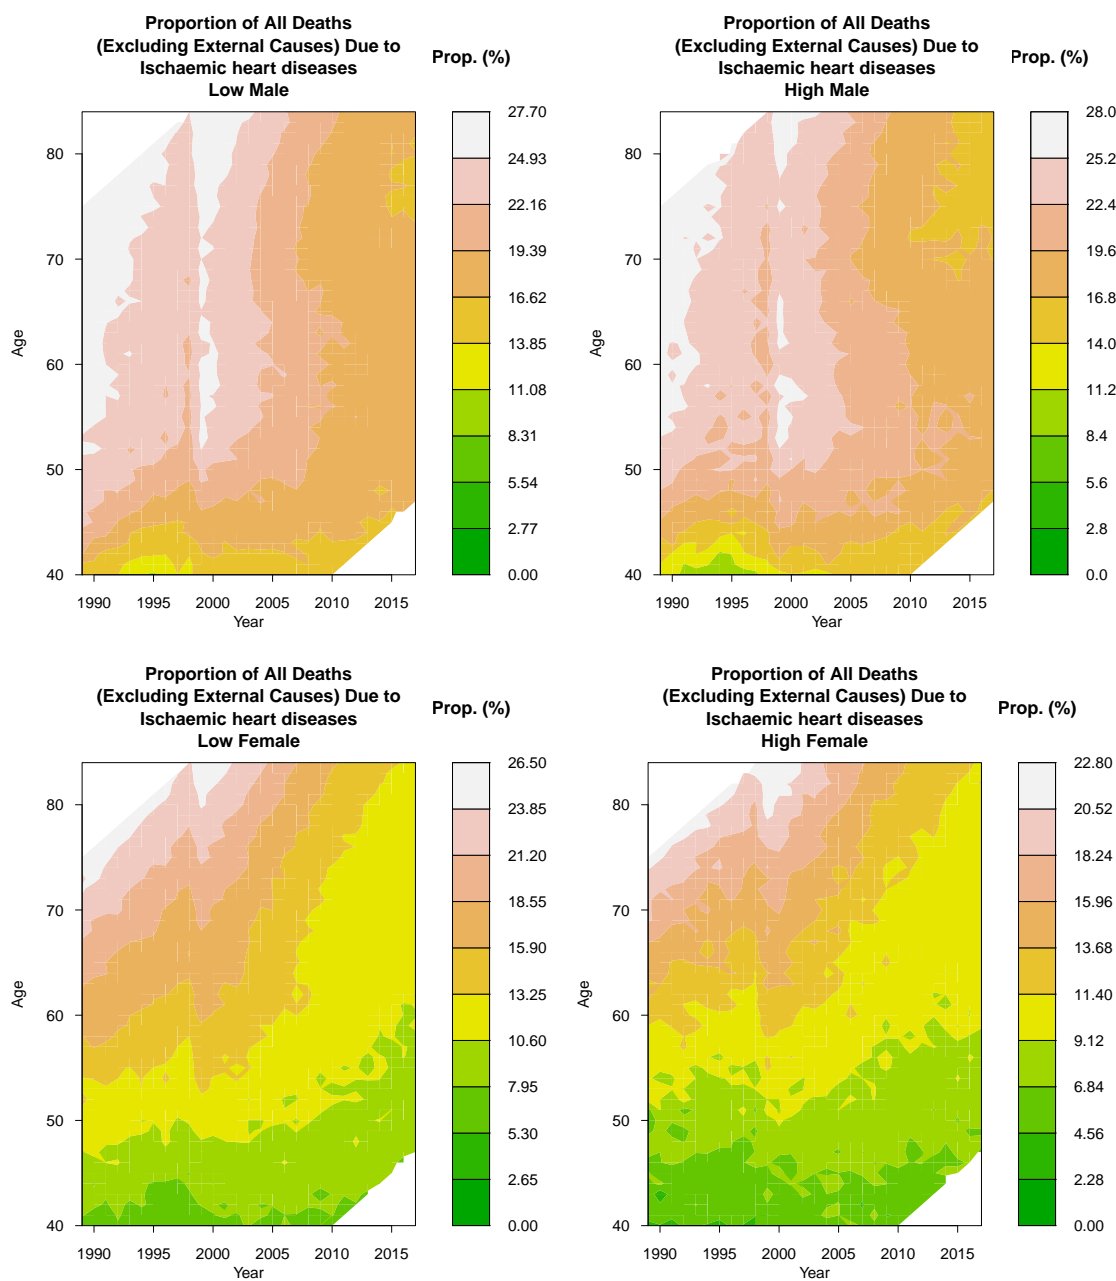 Proportion of All Deaths
(Excluding External Causes) Due to
Ischaemic heart diseases
Low Male
Prop. (%)
27.70
24.93
22.16
19.39
16.62
13.85
11.08
8.31
5.54
2.77
0.00
80
70
60
50
40
Age
1990 1995 2000 2005 2010 2015
Year
Proportion of All Deaths
(Excluding External Causes) Due to
Ischaemic heart diseases
High Male
Prop. (%)
28.0
25.2
22.4
19.6
16.8
14.0
11.2
8.4
5.6
2.8
0.0
80
70
60
50
40
Age
1990 1995 2000 2005 2010 2015
Year
Proportion of All Deaths
(Excluding External Causes) Due to
Ischaemic heart diseases
Low Female
Prop. (%)
26.50
23.85
21.20
18.55
15.90
13.25
10.60
7.95
5.30
2.65
0.00
80
70
60
50
40
Age
1990 1995 2000 2005 2010 2015
Year
Proportion of All Deaths
(Excluding External Causes) Due to
Ischaemic heart diseases
High Female
Prop. (%)
22.80
20.52
18.24
15.96
13.68
11.40
9.12
6.84
4.56
2.28
0.00
80
70
60
50
40
Age
1990 1995 2000 2005 2010 2015
Year